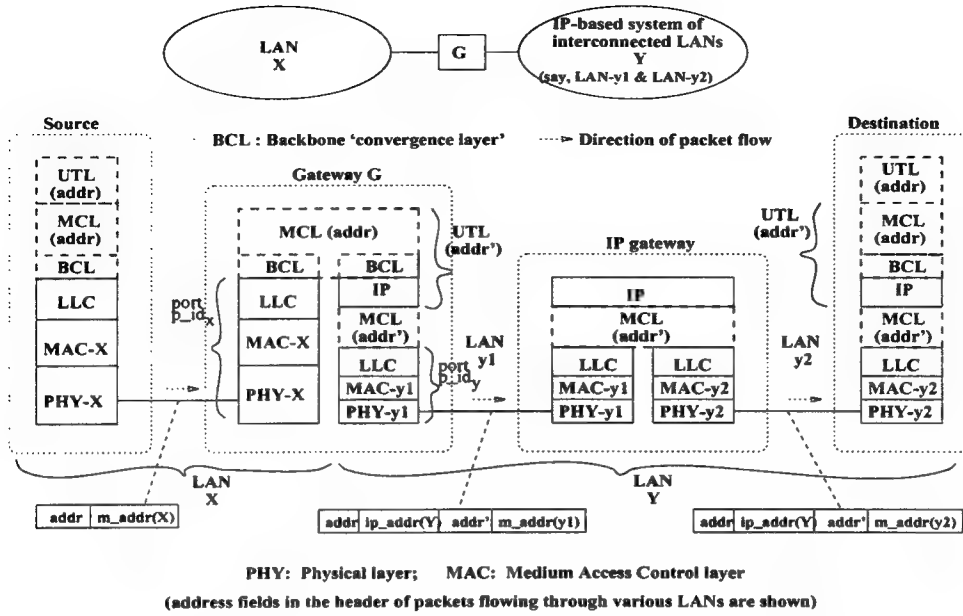 LAN
X
G
IP-based system of
interconnected LANs
Y
(say, LAN-y1 & LAN-y2)
Source
BCL : Backbone ‘convergence layer’
Direction of packet flow
Destination
UTL
(addr)
MCL
(addr)
BCL
LLC
MAC-X
PHY-X
Gateway G
MCL (addr)
BCL
LLC
MAC-X
PHY-X
port
p_id x
BCL
IP
MCL
(addr')
LLC
MAC-y1
PHY-y1
UTL
(addr')
port
p_id y
LAN
y1
IP gateway
IP
MCL
(addr')
LLC
MAC-y1
PHY-y1
LLC
MAC-y2
PHY-y2
LAN
y2
UTL
(addr')
UTL
(addr)
MCL
(addr)
BCL
IP
MCL
(addr')
LLC
MAC-y2
PHY-y2
LAN
X
LAN
Y
addr m_addr(X)
addr ip_addr(Y) addr' m_addr(y1)
addr ip_addr(Y) addr' m_addr(y2)
PHY: Physical layer; MAC: Medium Access Control layer
(address fields in the header of packets flowing through various LANs are shown)